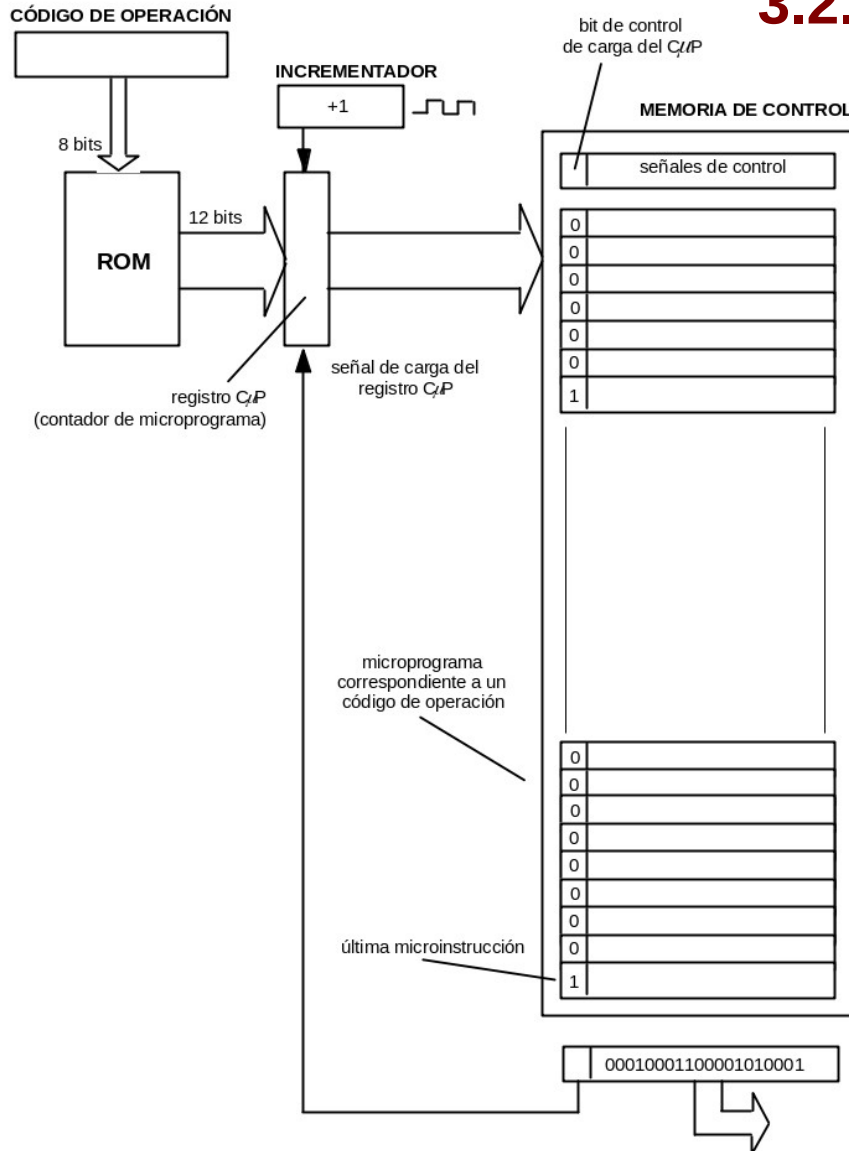 3.2.
CÓDIGO DE OPERACIÓN
bit de control
de carga del CμP
INCREMENTADOR
+1
MEMORIA DE CONTROL
8 bits
señales de control
12 bits
ROM
0
0
0
0
0
0
1
señal de carga del
registro CμP
registro CμP
(contador de microprograma)
microprograma
correspondiente a un
código de operación
0
0
0
0
0
0
0
0
1
última microinstrucción
00010001100001010001